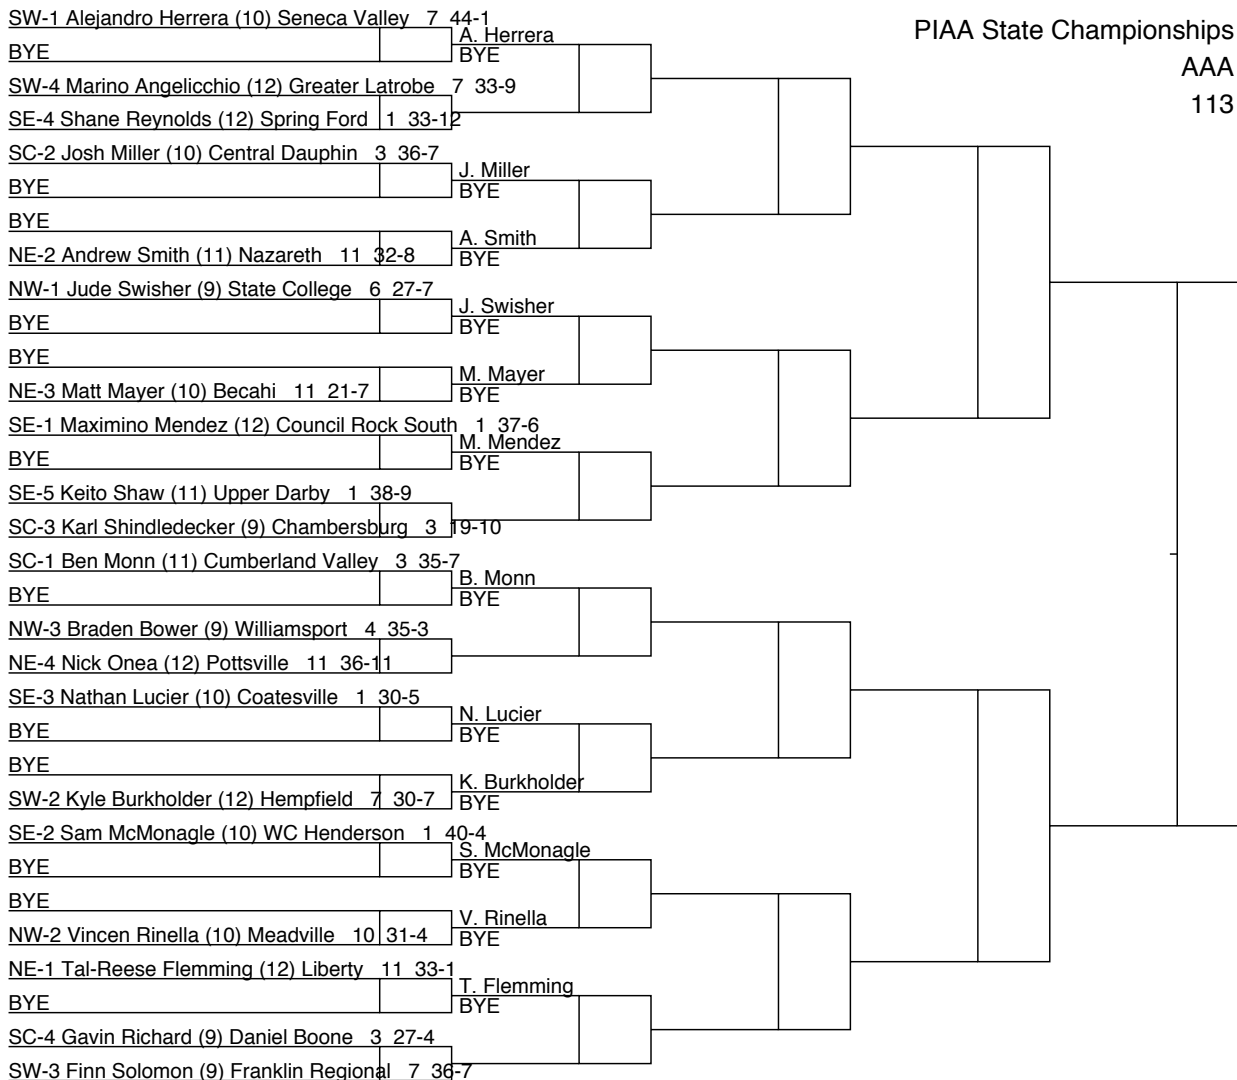 PIAA State Championships
AAA
113
SW-1 Alejandro Herrera (10) Seneca Valley 7 44-1
BYE
SW-4 Marino Angelicchio (12) Greater Latrobe 7 33-9
SE-4 Shane Reynolds (12) Spring Ford 1 33-12
SC-2 Josh Miller (10) Central Dauphin 3 36-7
BYE
BYE
NE-2 Andrew Smith (11) Nazareth 11 32-8
NW-1 Jude Swisher (9) State College 6 27-7
BYE
BYE
NE-3 Matt Mayer (10) Becahi 11 21-7
SE-1 Maximino Mendez (12) Council Rock South 1 37-6
BYE
SE-5 Keito Shaw (11) Upper Darby 1 38-9
SC-3 Karl Shindledecker (9) Chambersburg 3 19-10
SC-1 Ben Monn (11) Cumberland Valley 3 35-7
BYE
NW-3 Braden Bower (9) Williamsport 4 35-3
NE-4 Nick Onea (12) Pottsville 11 36-11
SE-3 Nathan Lucier (10) Coatesville 1 30-5
BYE
BYE
SW-2 Kyle Burkholder (12) Hempfield 7 30-7
SE-2 Sam McMonagle (10) WC Henderson 1 40-4
BYE
BYE
NW-2 Vincen Rinella (10) Meadville 10 31-4
NE-1 Tal-Reese Flemming (12) Liberty 11 33-1
BYE
SC-4 Gavin Richard (9) Daniel Boone 3 27-4
SW-3 Finn Solomon (9) Franklin Regional 7 36-7
A. Herrera
BYE
J. Miller
BYE
A. Smith
BYE
J. Swisher
BYE
M. Mayer
BYE
M. Mendez
BYE
B. Monn
BYE
N. Lucier
BYE
K. Burkholder
BYE
S. McMonagle
BYE
V. Rinella
BYE
T. Flemming
BYE